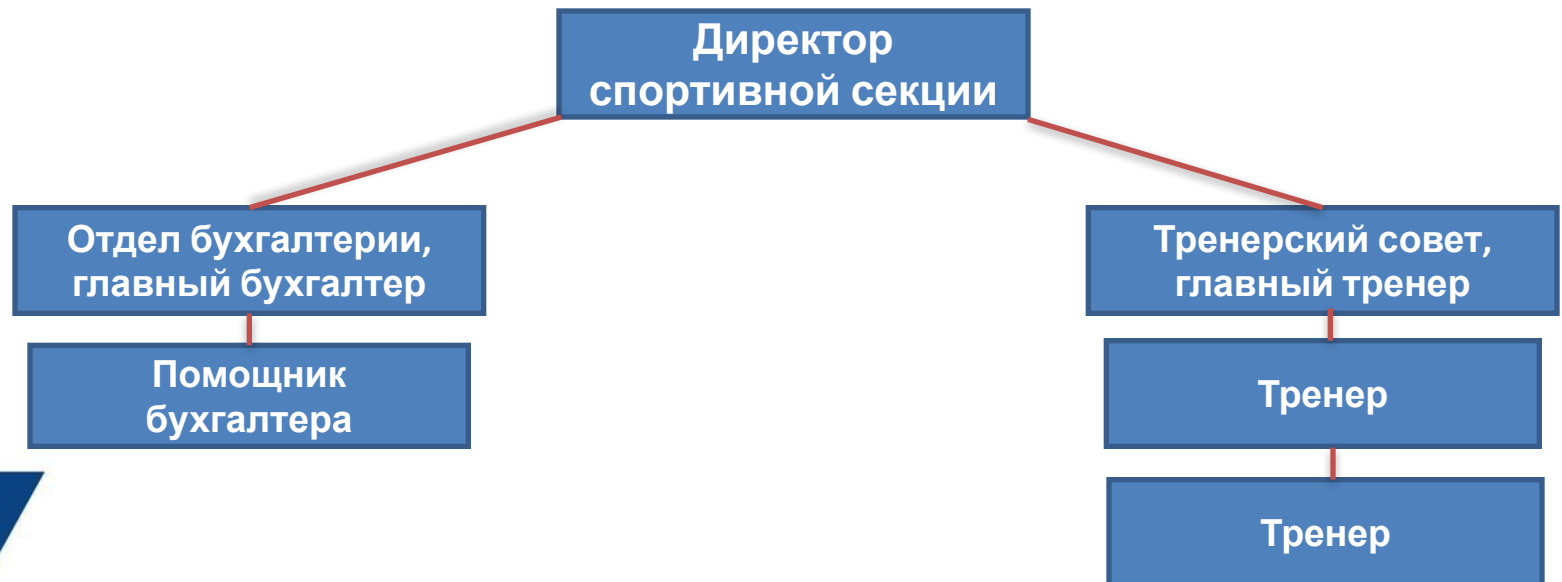 Директор
спортивной секции
Отдел бухгалтерии,
главный бухгалтер
Тренерский совет,
главный тренер
Помощник
бухгалтера
Тренер
Тренер